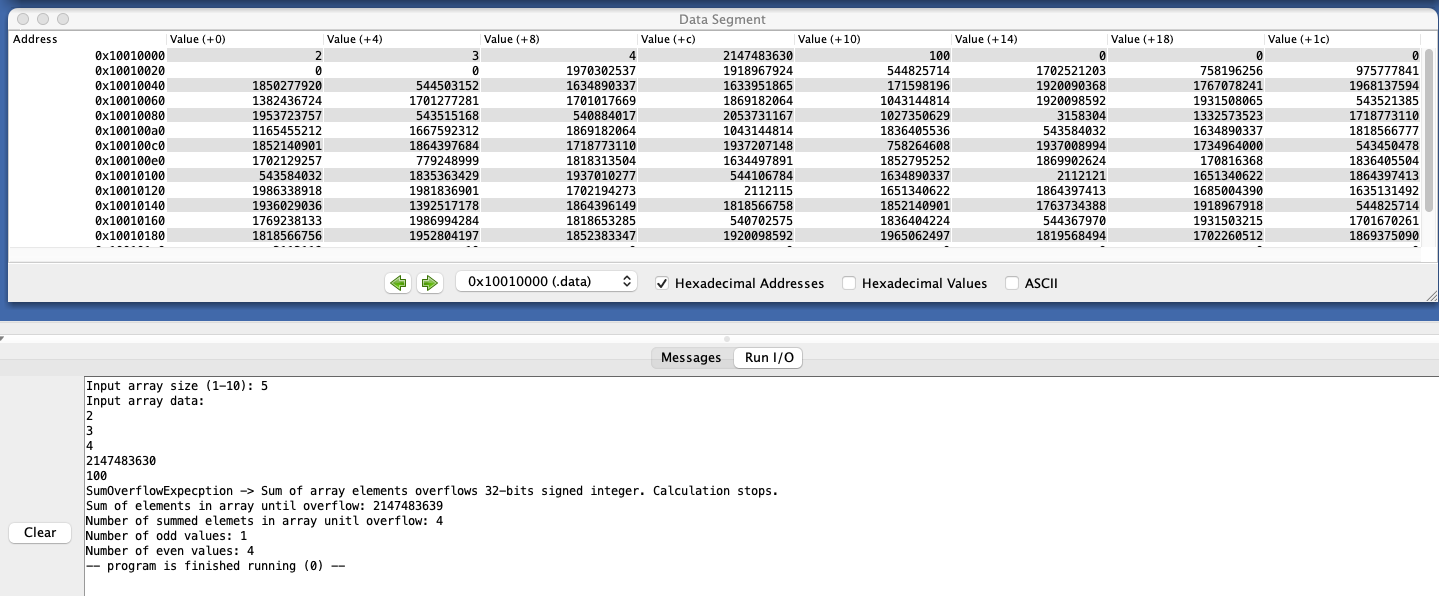 Data Segment
Address Value (+0) Value (+4) Value (+8) Value (+c) Value (+10) Value (+14) Value (+18) Value (+1c)
0x10010000 2 3 4 2147483630 100 0 0 0
0x10010020 0 0 1970302537 1918967924 544825714 1702521203 758196256 975777841
0x10010040 1850277920 544503152 1634890337 1633951865 171598196 1920090368 1767078241 1968137594
0x10010060 1382436724 1701277281 1701017669 1869182064 1043144814 1920098592 1931508065 543521385
0x10010080 1953723757 543515168 540884017 2053731167 1027350629 3158304 1332573523 1718773110
0x100100a0 1165455212 1667592312 1869182064 1043144814 1836405536 543584032 1634890337 1818566777
0x100100c0 1852140901 1864397684 1718773110 1937207148 758264608 1937008994 1734964000 543450478
0x100100e0 1702129257 779248999 1818313504 1634497891 1852795252 1869902624 170816368 1836405504
0x10010100 543584032 1835363429 1937010277 544106784 1634890337 2112121 1651340622 1864397413
0x10010120 1986338918 1981836901 1702194273 2112115 1651340622 1864397413 1685004390 1635131492
0x10010140 1936029036 1392517178 1864396149 1818566758 1852140901 1763734388 1918967918 544825714
0x10010160 1769238133 1986994284 1818653285 540702575 1836404224 544367970 1931503215 1701670261
0x10010180 1818566756 1952804197 1852383347 1920098592 1965062497 1819568494 1702260512 1869375090
0x10010000 (.data) Hexadecimal Addresses Hexadecimal Values ASCII
Messages Run I/O
Input array size (1-10): 5
Input array data:
2
3
4
2147483630
100
SumOverflowExpecption -> Sum of array elements overflows 32-bits signed integer. Calculation stops.
Sum of elements in array until overflow: 2147483639
Number of summed elemets in array unitl overflow: 4
Clear
Number of odd values: 1
Number of even values: 4
-- program is finished running (0) --